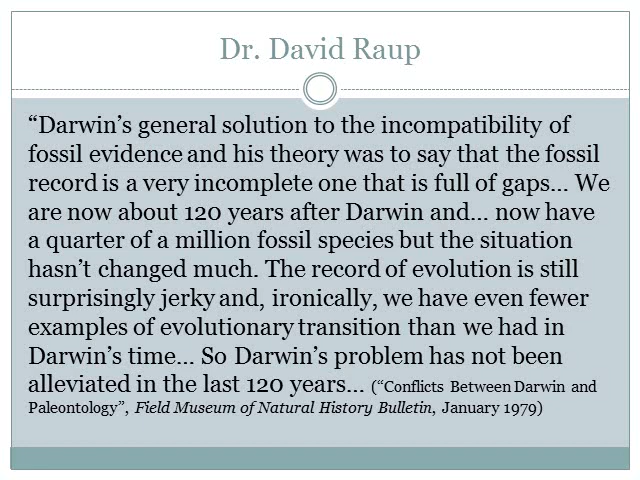 Dr. David Raup
“Darwin’s general solution to the incompatibility of
fossil evidence and his theory was to say that the fossil
record is a very incomplete one that is full of gaps… We
are now about 120 years after Darwin and… now have
a quarter of a million fossil species but the situation
hasn’t changed much. The record of evolution is still
surprisingly jerky and, ironically, we have even fewer
examples of evolutionary transition than we had in
Darwin’s time… So Darwin’s problem has not been
alleviated in the last 120 years… (“Conflicts Between Darwin and
Paleontology”, Field Museum of Natural History Bulletin, January 1979)